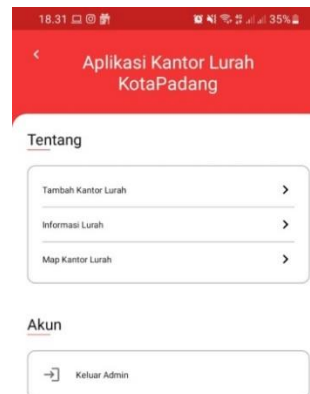 18.31 35%
Aplikasi Kantor Lurah
KotaPadang
Tentang
Tambah Kantor Lurah
Informasi Lurah
Map Kantor Lurah
Akun
Keluar Admin